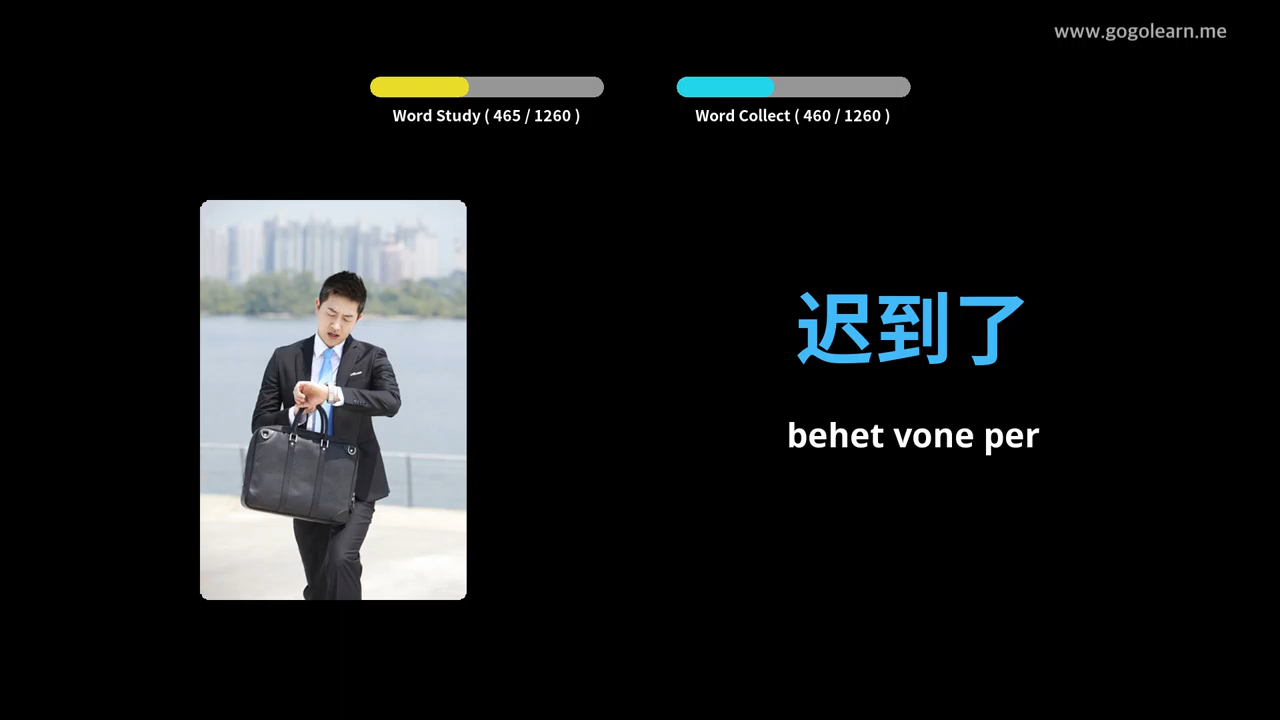 www.gogolearn.me
Word Study ( 465 / 1260 )
Word Collect ( 460 / 1260 )
迟到了
behet vone per